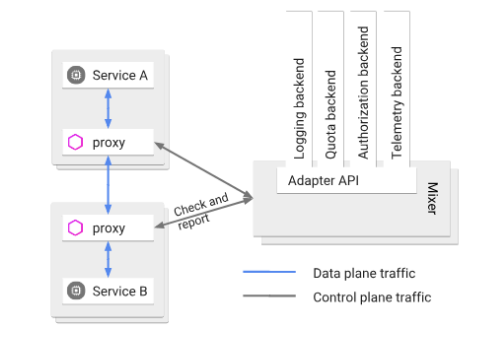 Service A
proxy
proxy
Service B
Check and
report
Logging backend
Quota backend
Authorization backend
Telemetry backend
Adapter API
Mixer
Data plane traffic
Control plane traffic